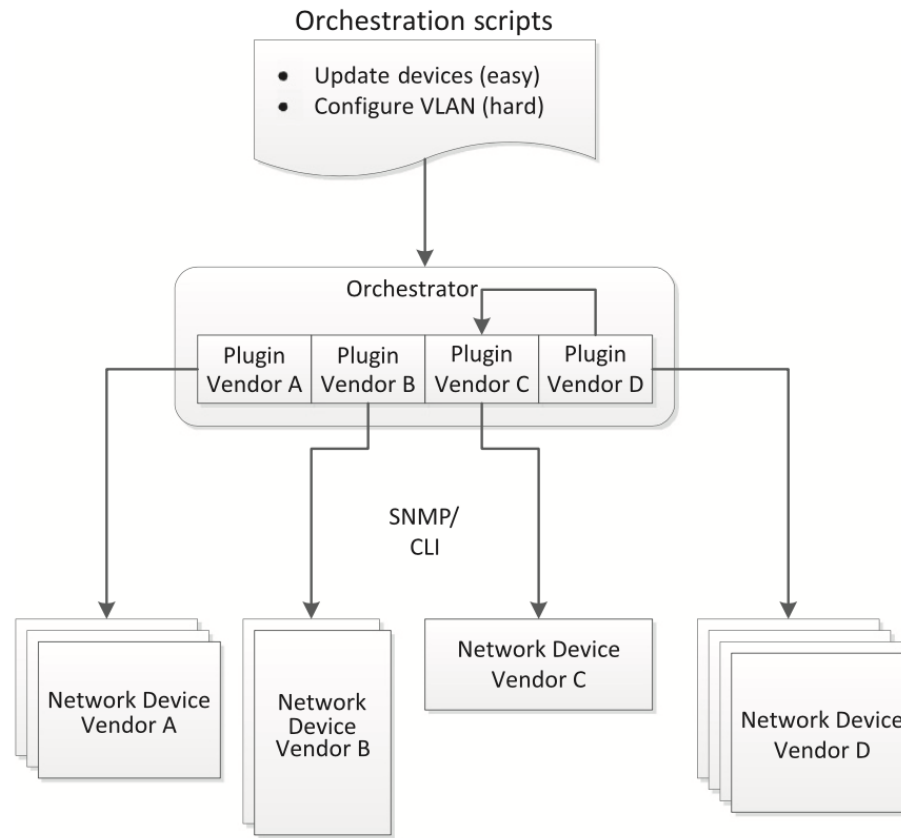 Orchestration scripts
• Update devices (easy)
• Configure VLAN (hard)
Orchestrator
Plugin
Vendor A
Plugin
Vendor B
Plugin
Vendor C
Plugin
Vendor D
SNMP/
CLI
Network Device
Vendor A
Network
Device
Vendor B
Network Device
Vendor C
Network Device
Vendor D